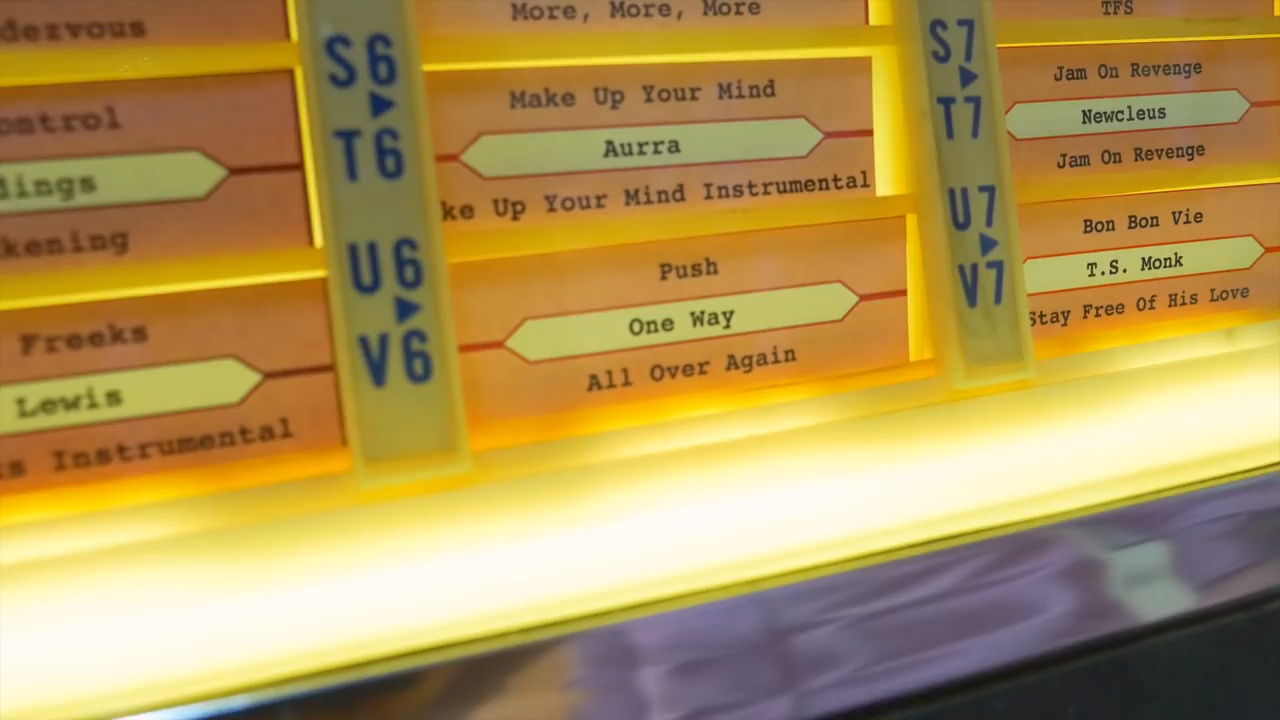 dezvous
ontrol
dings
kening
Freeks
Lewis
s Instrumental
S6
T6
U6
V6
More, More, More
Make Up Your Mind
Aurra
ke Up Your Mind Instrumental
Push
One Way
All Over Again
S7
T7
U7
V7
TFS
Jam On Revenge
Newcleus
Jam On Revenge
Bon Bon Vie
T.S. Monk
Stay Free Of His Love